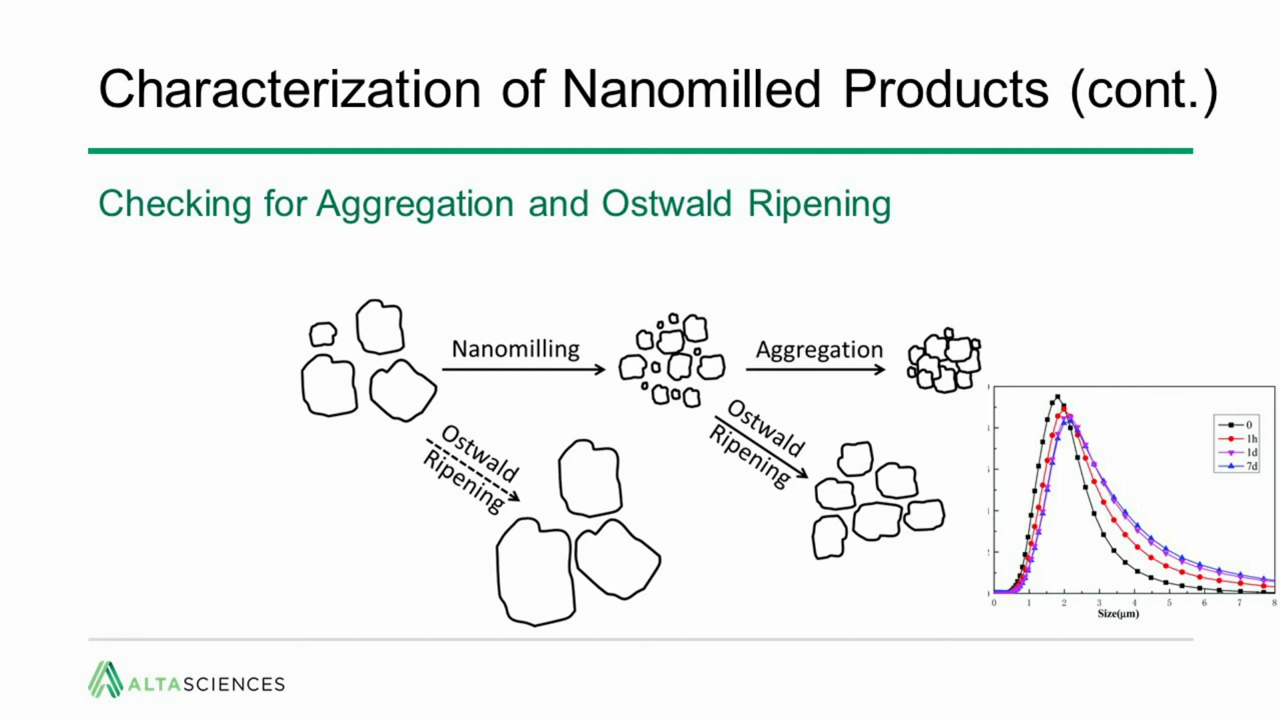 Characterization of Nanomilled Products (cont.)
Checking for Aggregation and Ostwald Ripening
Nanomilling
Aggregation
Ostwald
Ripening
Ostwald
Ripening
0
1h
1d
7d
0 1 2 3 4 5 6 7 8
Size(μm)
ALTASCIENCES